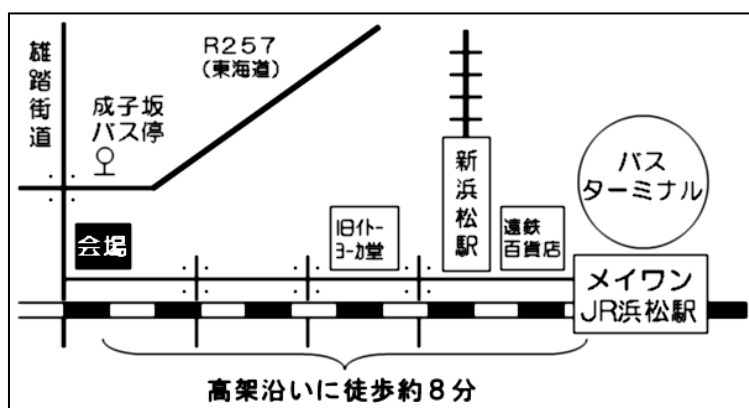 雄踏街道
R257
(東海道)
成子坂
バス停
新浜松駅
バス
ターミナル
会場
旧イトー
ヨーカ堂
遠鉄
百貨店
メイワン
JR浜松駅
高架沿いに徒歩約8分